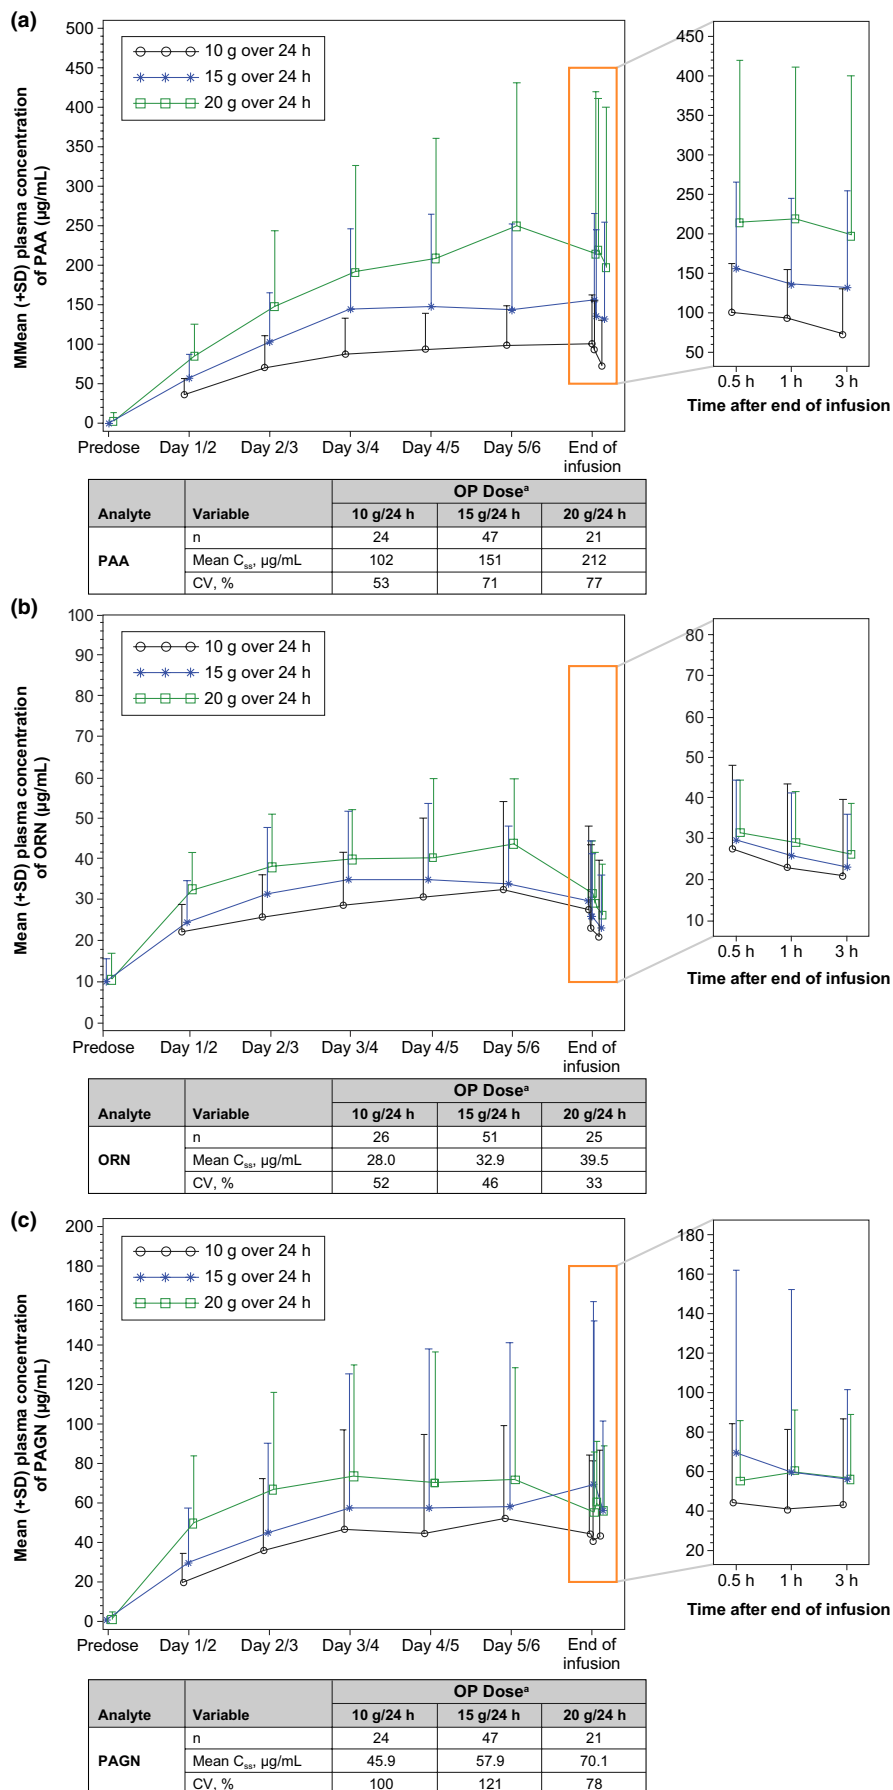 (a)
MMean (+SD) plasma concentration
of PAA (µg/mL)
500
450
400
350
300
250
200
150
100
50
0
10 g over 24 h
15 g over 24 h
20 g over 24 h
Predose Day 1/2 Day 2/3 Day 3/4 Day 4/5 Day 5/6 End of
infusion
450
400
350
300
250
200
150
100
50
0.5 h 1 h 3 h
Time after end of infusion
Analyte Variable OP Doseᵃ
10 g/24 h 15 g/24 h 20 g/24 h
PAA
n 24 47 21
Mean Css, µg/mL 102 151 212
CV, % 53 71 77
(b)
Mean (+SD) plasma concentration
of ORN (µg/mL)
100
90
80
70
60
50
40
30
20
10
0
10 g over 24 h
15 g over 24 h
20 g over 24 h
Predose Day 1/2 Day 2/3 Day 3/4 Day 4/5 Day 5/6 End of
infusion
80
70
60
50
40
30
20
10
0.5 h 1 h 3 h
Time after end of infusion
Analyte Variable OP Doseᵃ
10 g/24 h 15 g/24 h 20 g/24 h
ORN
n 26 51 25
Mean Css, µg/mL 28.0 32.9 39.5
CV, % 52 46 33
(c)
Mean (+SD) plasma concentration
of PAGN (µg/mL)
200
180
160
140
120
100
80
60
40
20
0
10 g over 24 h
15 g over 24 h
20 g over 24 h
Predose Day 1/2 Day 2/3 Day 3/4 Day 4/5 Day 5/6 End of
infusion
180
160
140
120
100
80
60
40
20
0.5 h 1 h 3 h
Time after end of infusion
Analyte Variable OP Doseᵃ
10 g/24 h 15 g/24 h 20 g/24 h
PAGN
n 24 47 21
Mean Css, µg/mL 45.9 57.9 70.1
CV, % 100 121 78